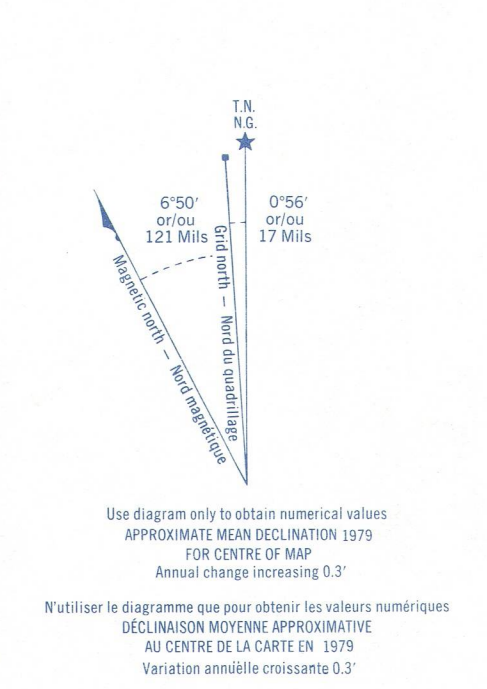 T.N.
N.G.
6°50′
or/ou
121 Mils
0°56′
or/ou
17 Mils
Grid north – Nord du quadrillage
Magnetic north – Nord magnétique
Use diagram only to obtain numerical values
APPROXIMATE MEAN DECLINATION 1979
FOR CENTRE OF MAP
Annual change increasing 0.3′
N'utiliser le diagramme que pour obtenir les valeurs numériques
DÉCLINAISON MOYENNE APPROXIMATIVE
AU CENTRE DE LA CARTE EN 1979
Variation annuelle croissante 0.3′